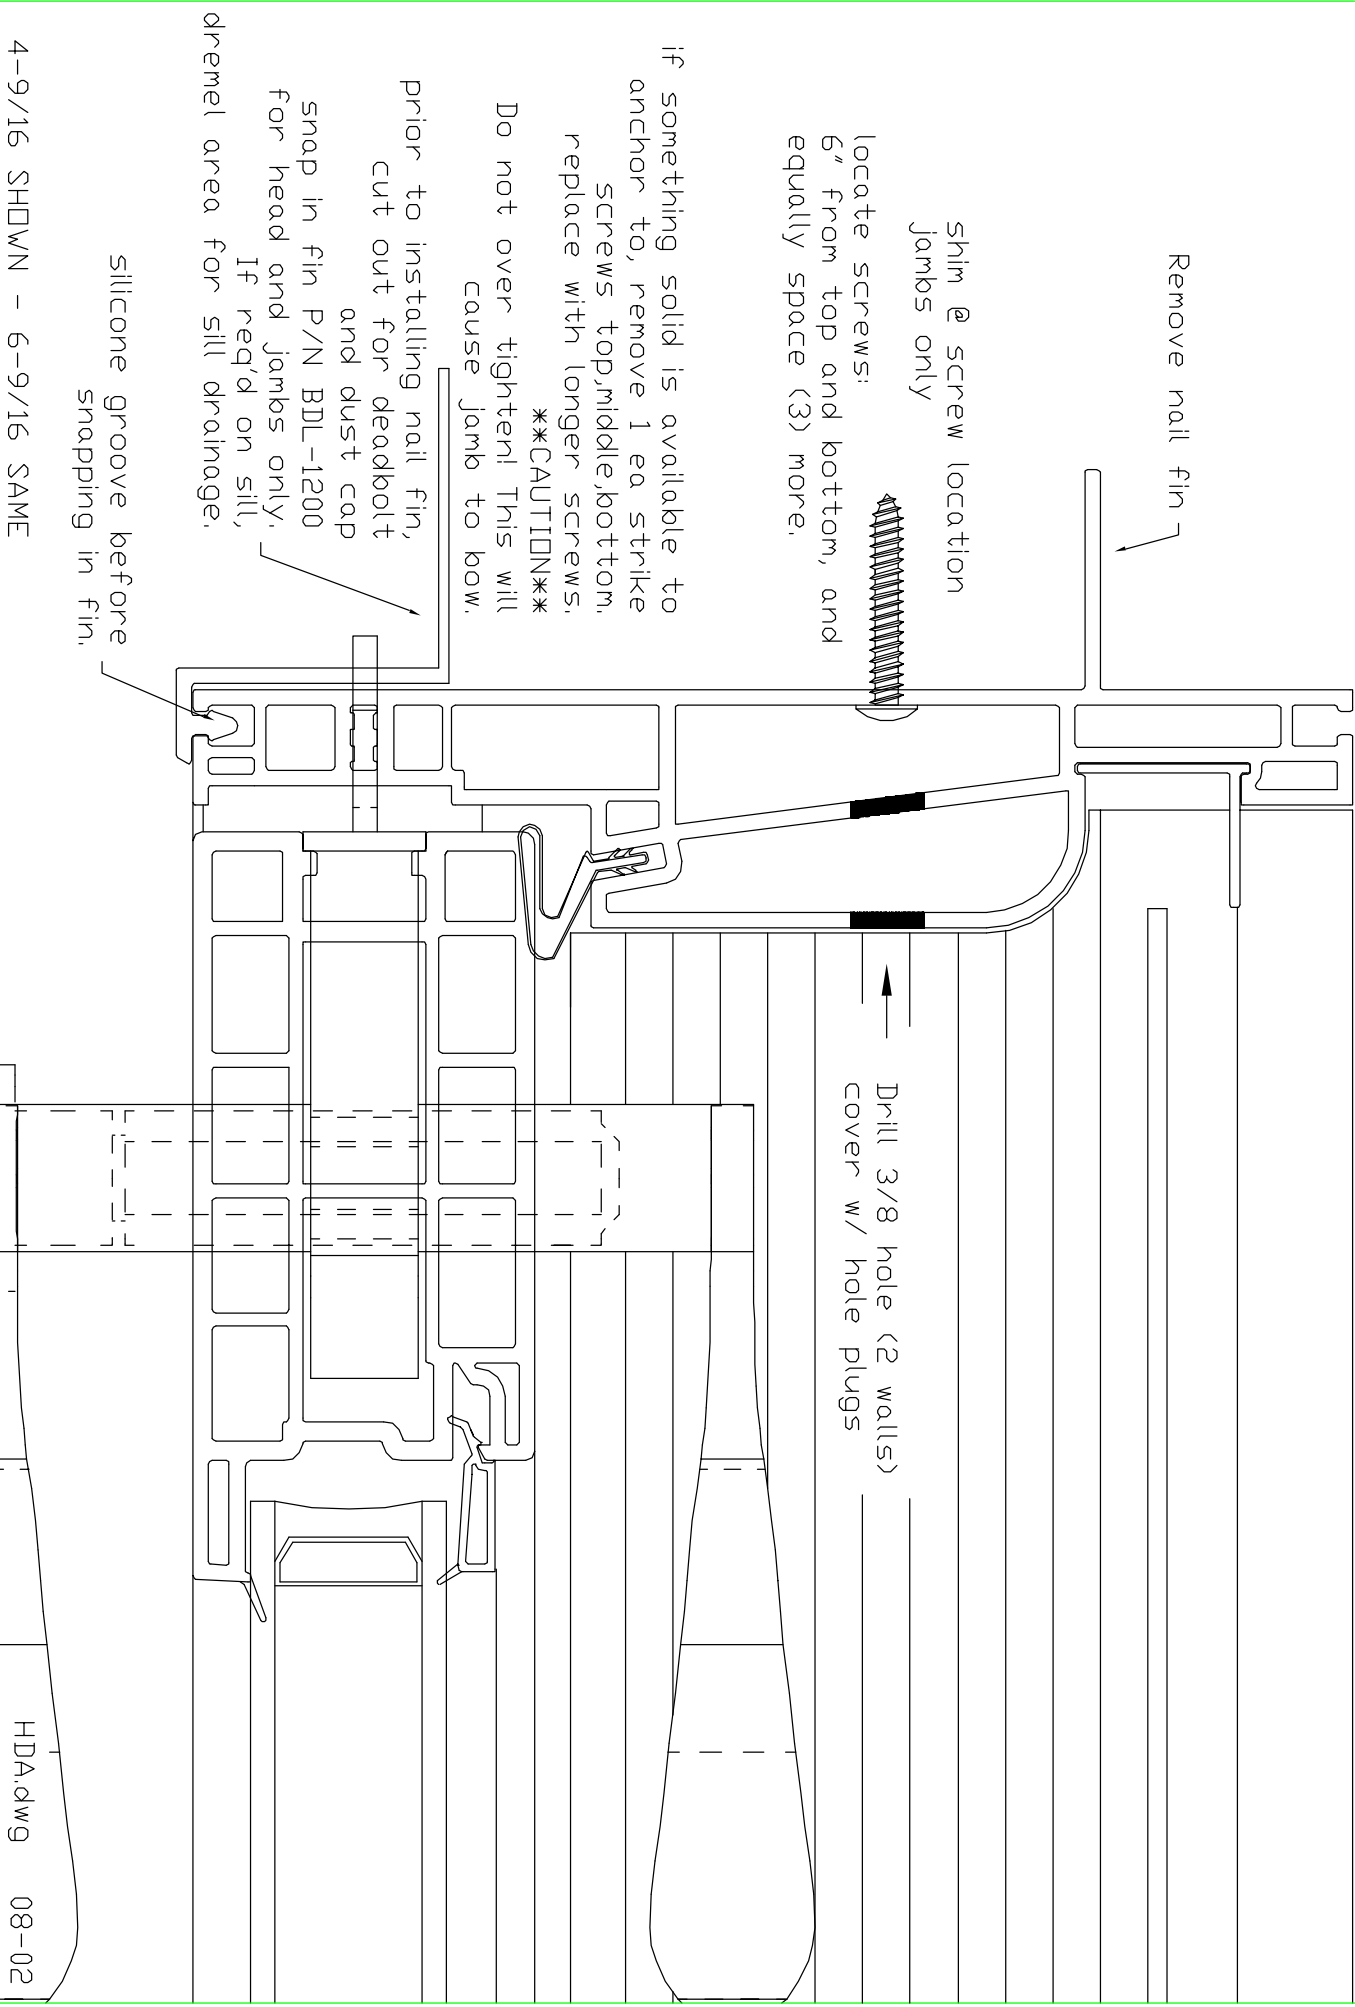 Remove nail fin
shim @ screw location
jambs only
locate screws:
6" from top and bottom, and
equally space (3) more.
if something solid is available to
anchor to, remove 1 ea strike
screws top,middle,bottom.
replace with longer screws.
**CAUTION**
Do not over tighten! This will
cause jamb to bow.
prior to installing nail fin,
cut out for deadbolt
and dust cap
snap in fin P/N BDL-1200
for head and jambs only.
If req'd on sill,
dremel area for sill drainage.
silicone groove before
snapping in fin.
4-9/16 SHOWN - 6-9/16 SAME
Drill 3/8 hole (2 walls)
cover w/ hole plugs
HDA.dwg 08-02